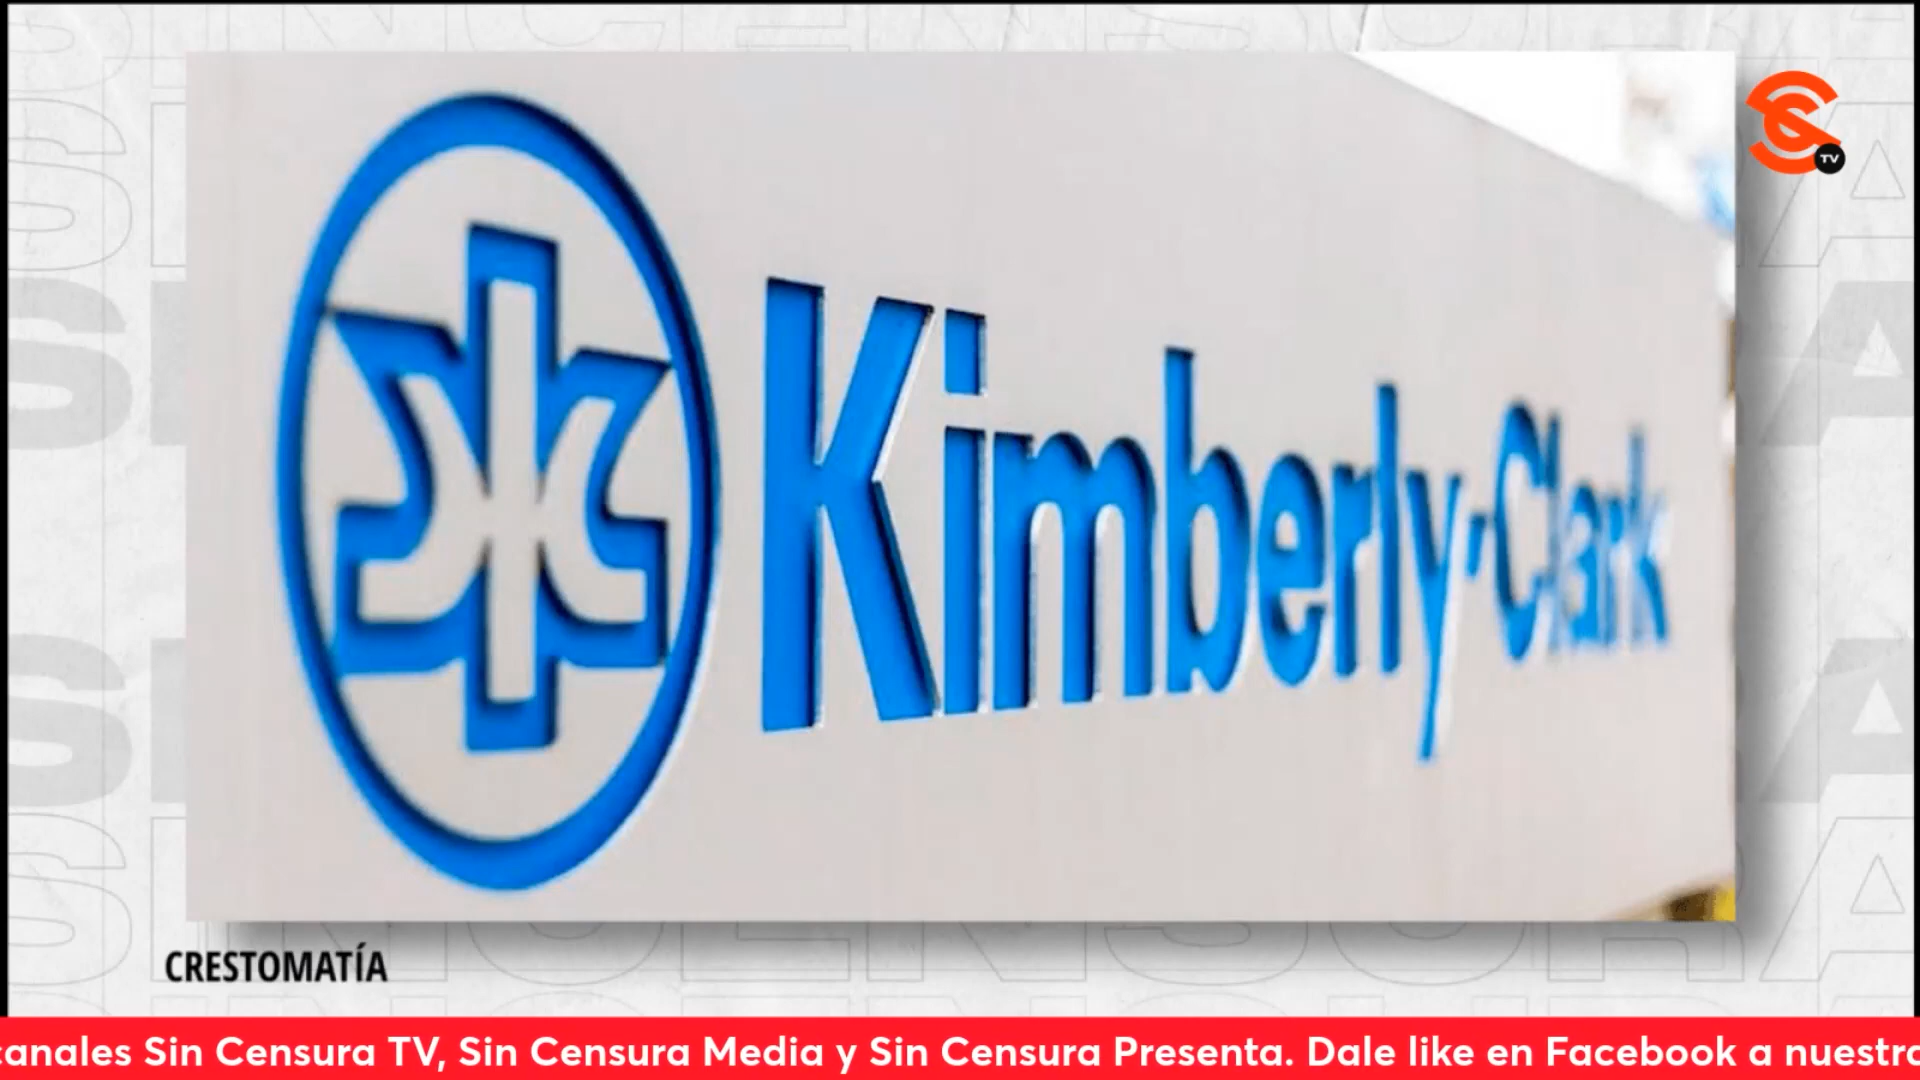 TV
Kimberly-Clark
CRESTOMATÍA
canales Sin Censura TV, Sin Censura Media y Sin Censura Presenta. Dale like en Facebook a nuestra